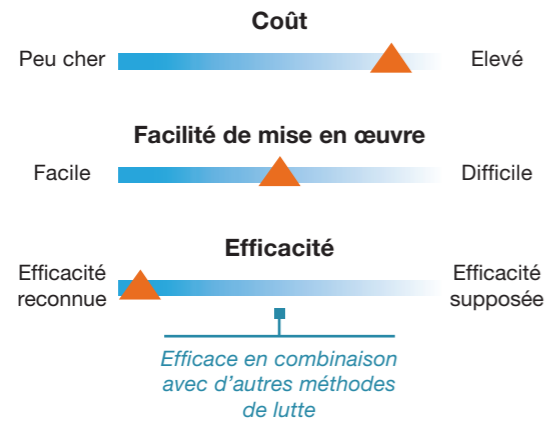 Coût
Peu cher
Elevé
Facilité de mise en œuvre
Facile
Difficile
Efficacité
Efficacité
reconnue
Efficacité
supposée
Efficace en combinaison
avec d’autres méthodes
de lutte